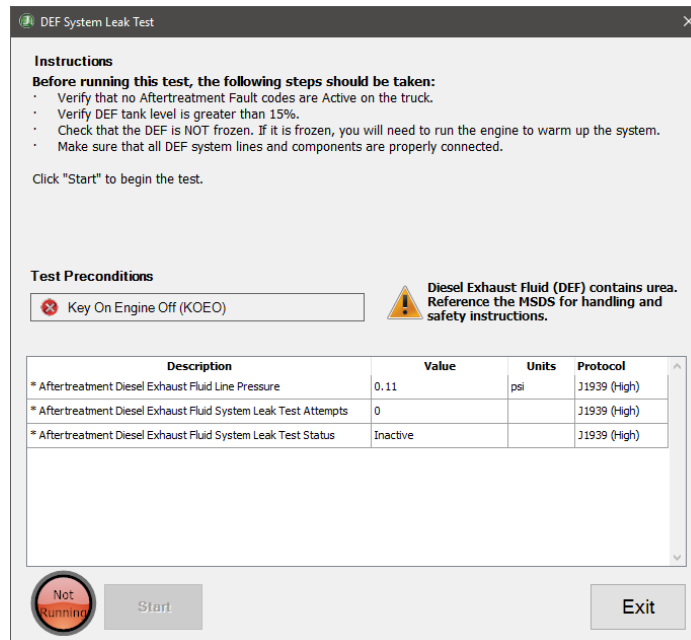 DEF System Leak Test
Instructions
Before running this test, the following steps should be taken:
· Verify that no Aftertreatment Fault codes are Active on the truck.
· Verify DEF tank level is greater than 15%.
· Check that the DEF is NOT frozen. If it is frozen, you will need to run the engine to warm up the system.
· Make sure that all DEF system lines and components are properly connected.
Click "Start" to begin the test.
Test Preconditions
Key On Engine Off (KOEO)
Diesel Exhaust Fluid (DEF) contains urea.
Reference the MSDS for handling and
safety instructions.
Description Value Units Protocol
* Aftertreatment Diesel Exhaust Fluid Line Pressure 0.11 psi J1939 (High)
* Aftertreatment Diesel Exhaust Fluid System Leak Test Attempts 0 J1939 (High)
* Aftertreatment Diesel Exhaust Fluid System Leak Test Status Inactive J1939 (High)
Not
Running
Start
Exit